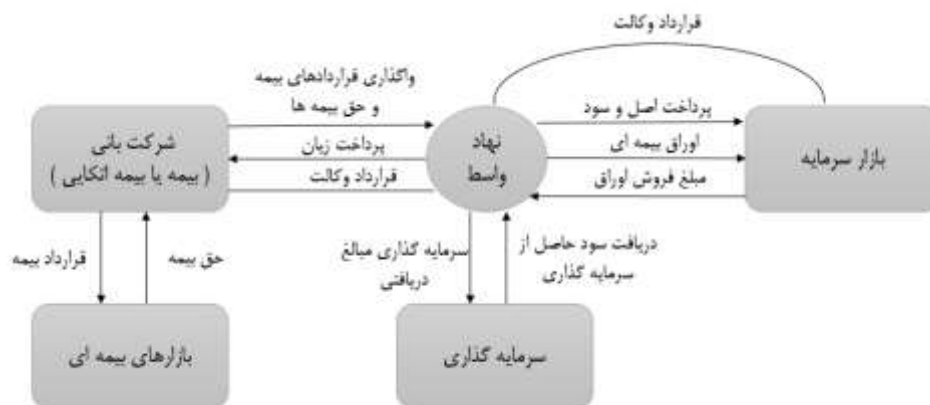 قرارداد وکالت
واگذاری قراردادهای بیمه
و حق بیمه ها
پرداخت اصل و سود
شرکت بانی
( بیمه یا بیمه اتکایی )
پرداخت زیان
قرارداد وکالت
نهاد
واسط
اوراق بیمه ای
مبلغ فروش اوراق
بازار سرمایه
قرارداد بیمه
حق بیمه
سرمایه گذاری مبالغ
دریافتی
دریافت سود حاصل از
سرمایه گذاری
بازارهای بیمه ای
سرمایه گذاری